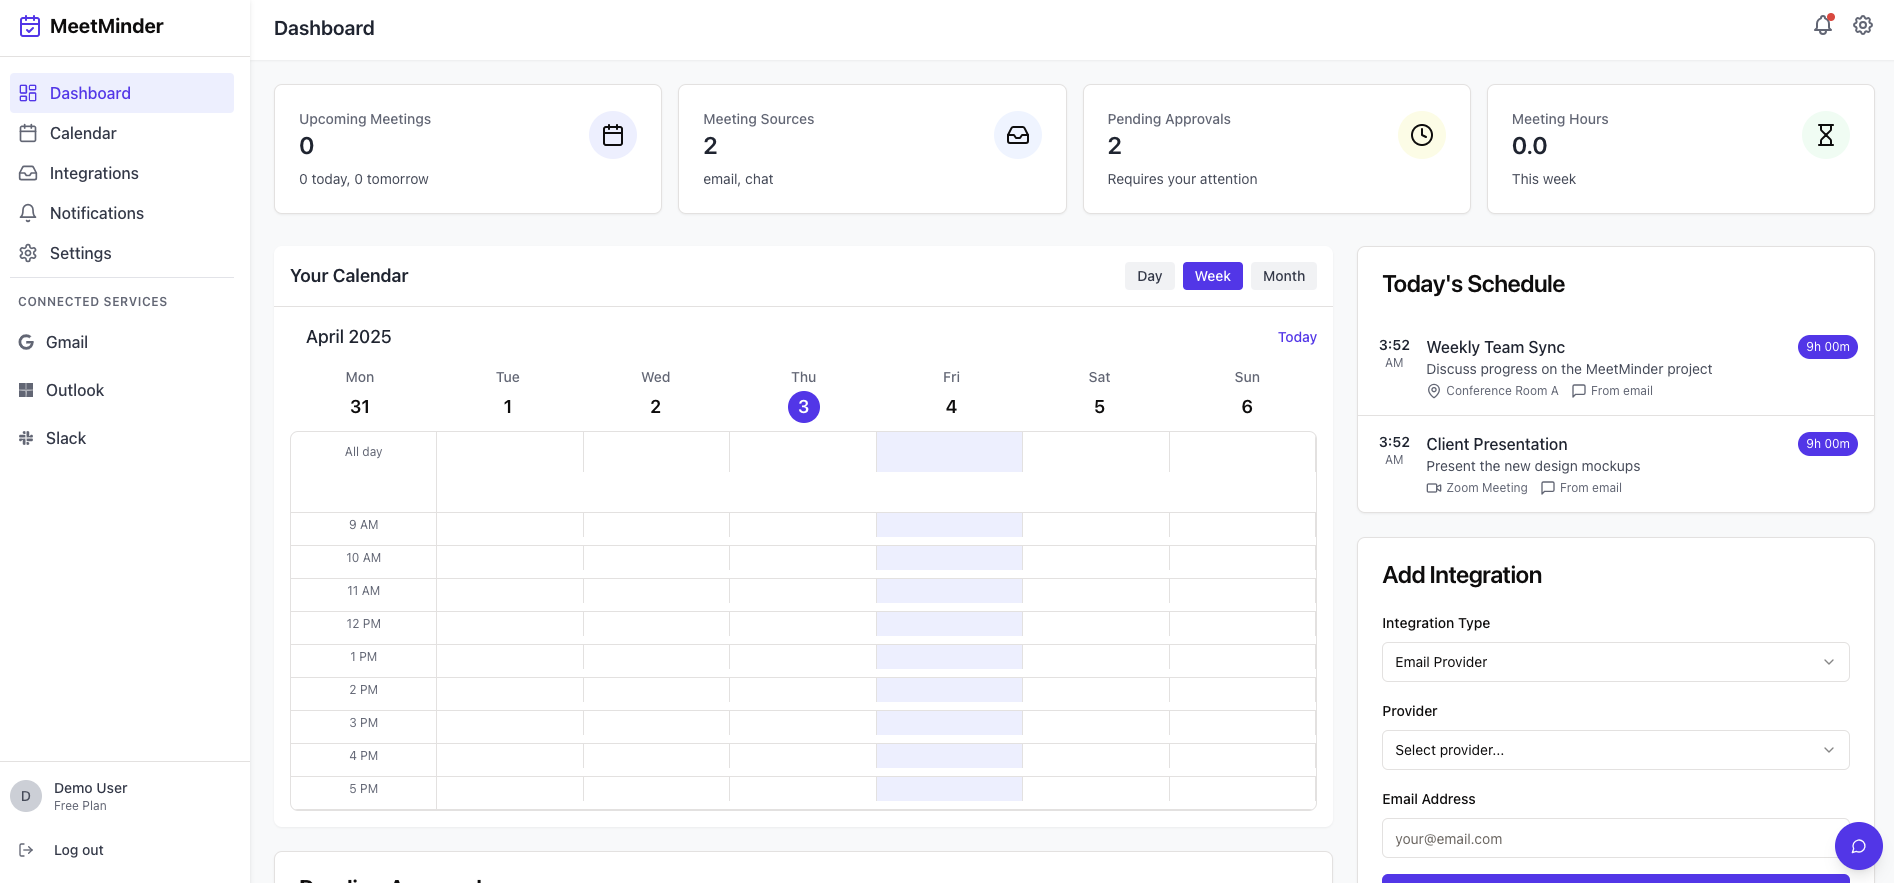 MeetMinder
Dashboard
Calendar
Integrations
Notifications
Settings
CONNECTED SERVICES
Gmail
Outlook
Slack
D
Demo User
Free Plan
Log out
Dashboard
Upcoming Meetings
0
0 today, 0 tomorrow
Meeting Sources
2
email, chat
Pending Approvals
2
Requires your attention
Meeting Hours
0.0
This week
Your Calendar
Day Week Month
April 2025
Today
Mon Tue Wed Thu Fri Sat Sun
31 1 2 3 4 5 6
All day
9 AM
10 AM
11 AM
12 PM
1 PM
2 PM
3 PM
4 PM
5 PM
Today's Schedule
3:52 AM
Weekly Team Sync
9h 00m
Discuss progress on the MeetMinder project
Conference Room A From email
3:52 AM
Client Presentation
9h 00m
Present the new design mockups
Zoom Meeting From email
Add Integration
Integration Type
Email Provider
Provider
Select provider...
Email Address
your@email.com